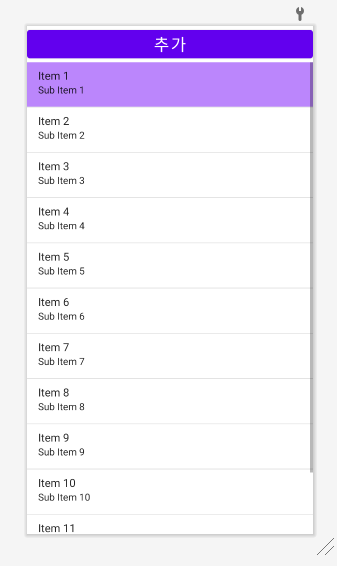 추가
Item 1
Sub Item 1
Item 2
Sub Item 2
Item 3
Sub Item 3
Item 4
Sub Item 4
Item 5
Sub Item 5
Item 6
Sub Item 6
Item 7
Sub Item 7
Item 8
Sub Item 8
Item 9
Sub Item 9
Item 10
Sub Item 10
Item 11